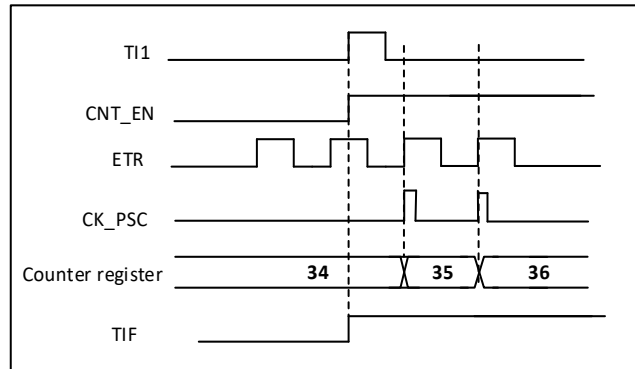 TI1
CNT_EN
ETR
CK_PSC
Counter register 34 35 36
TIF